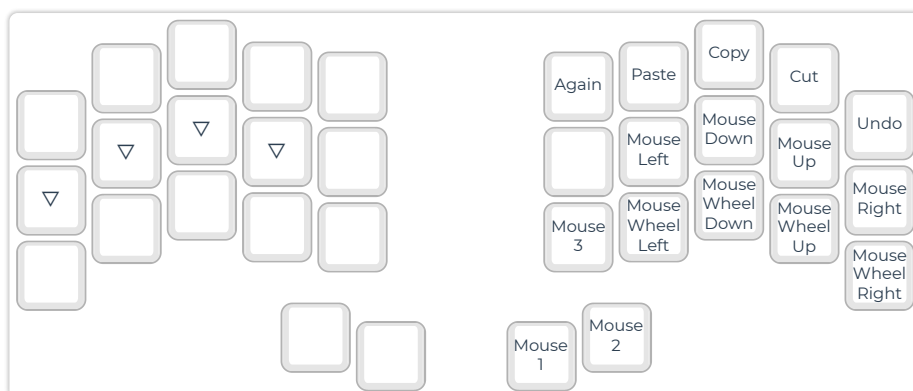 Again
Paste
Copy
Cut
Undo
▽
▽
▽
▽
Mouse
Left
Mouse
Down
Mouse
Up
Mouse
Right
Mouse
3
Mouse
Wheel
Left
Mouse
Wheel
Down
Mouse
Wheel
Up
Mouse
Wheel
Right
Mouse
1
Mouse
2